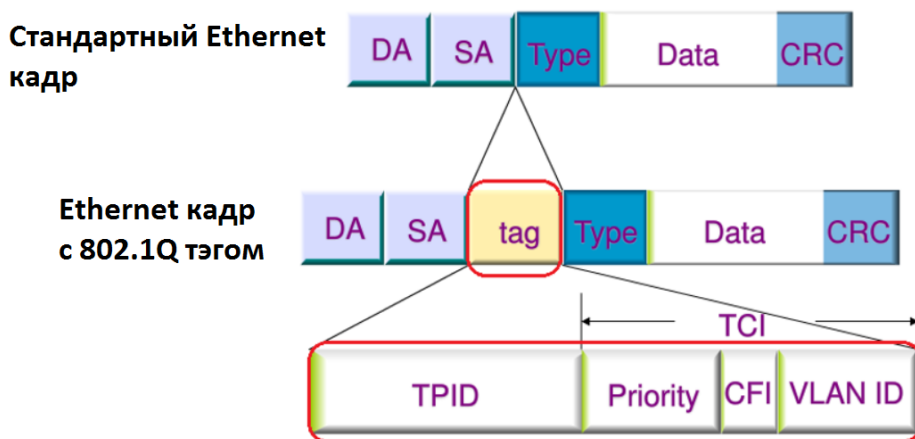 Стандартный Ethernet
кадр
DA SA Type Data CRC
Ethernet кадр
с 802.1Q тэгом
DA SA tag Type Data CRC
TCI
TPID Priority CFI VLAN ID